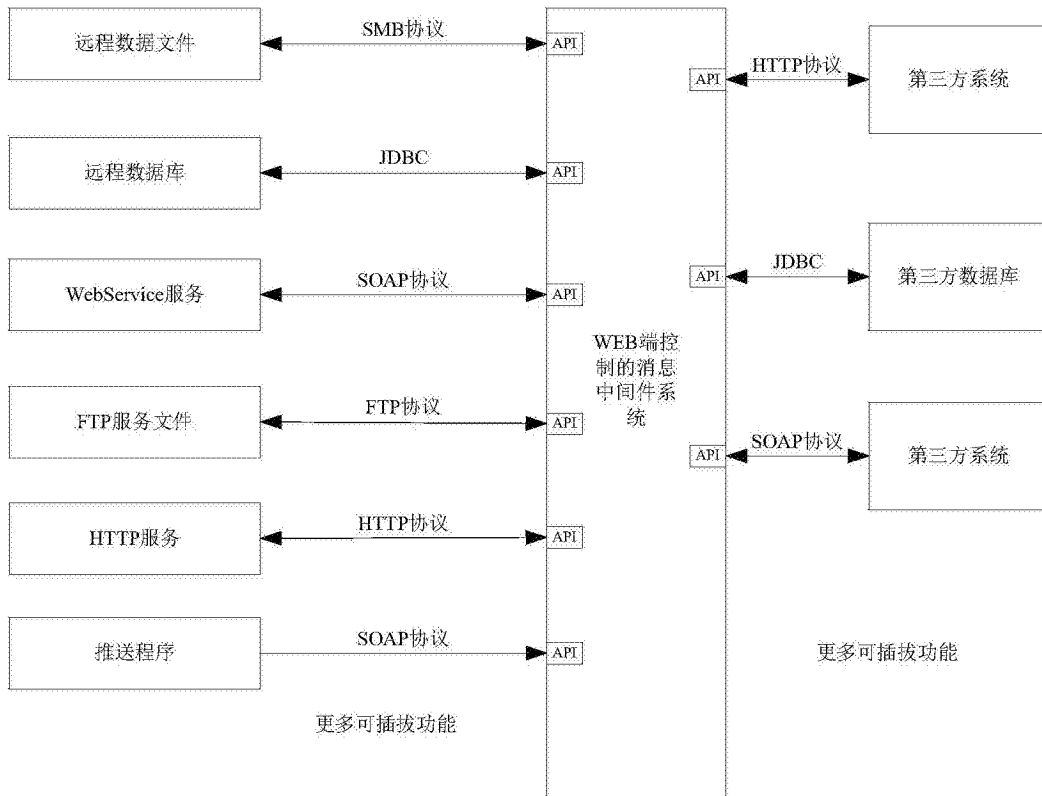 远程数据文件
SMB协议
API
API
HTTP协议
第三方系统
远程数据库
JDBC
API
WebService服务
SOAP协议
API
API
JDBC
第三方数据库
WEB端控
制的消息
中间件系
统
FTP服务文件
FTP协议
API
API
SOAP协议
第三方系统
HTTP服务
HTTP协议
API
推送程序
SOAP协议
API
更多可插拔功能
更多可插拔功能